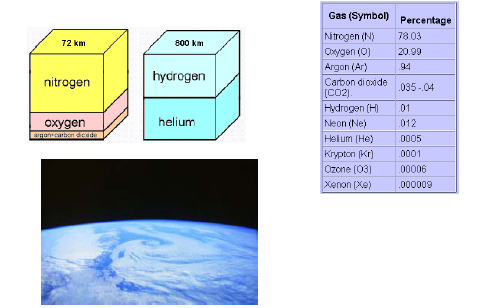 72 km
nitrogen
oxygen
argon+carbon dioxide
800 km
hydrogen
helium
Gas (Symbol) Percentage
Nitrogen (N) 78.03
Oxygen (O) 20.99
Argon (Ar) .94
Carbon dioxide (CO2). .035 -.04
Hydrogen (H) .01
Neon (Ne) .012
Helium (He) .0005
Krypton (Kr) .0001
Ozone (O3) .00006
Xenon (Xe) .000009